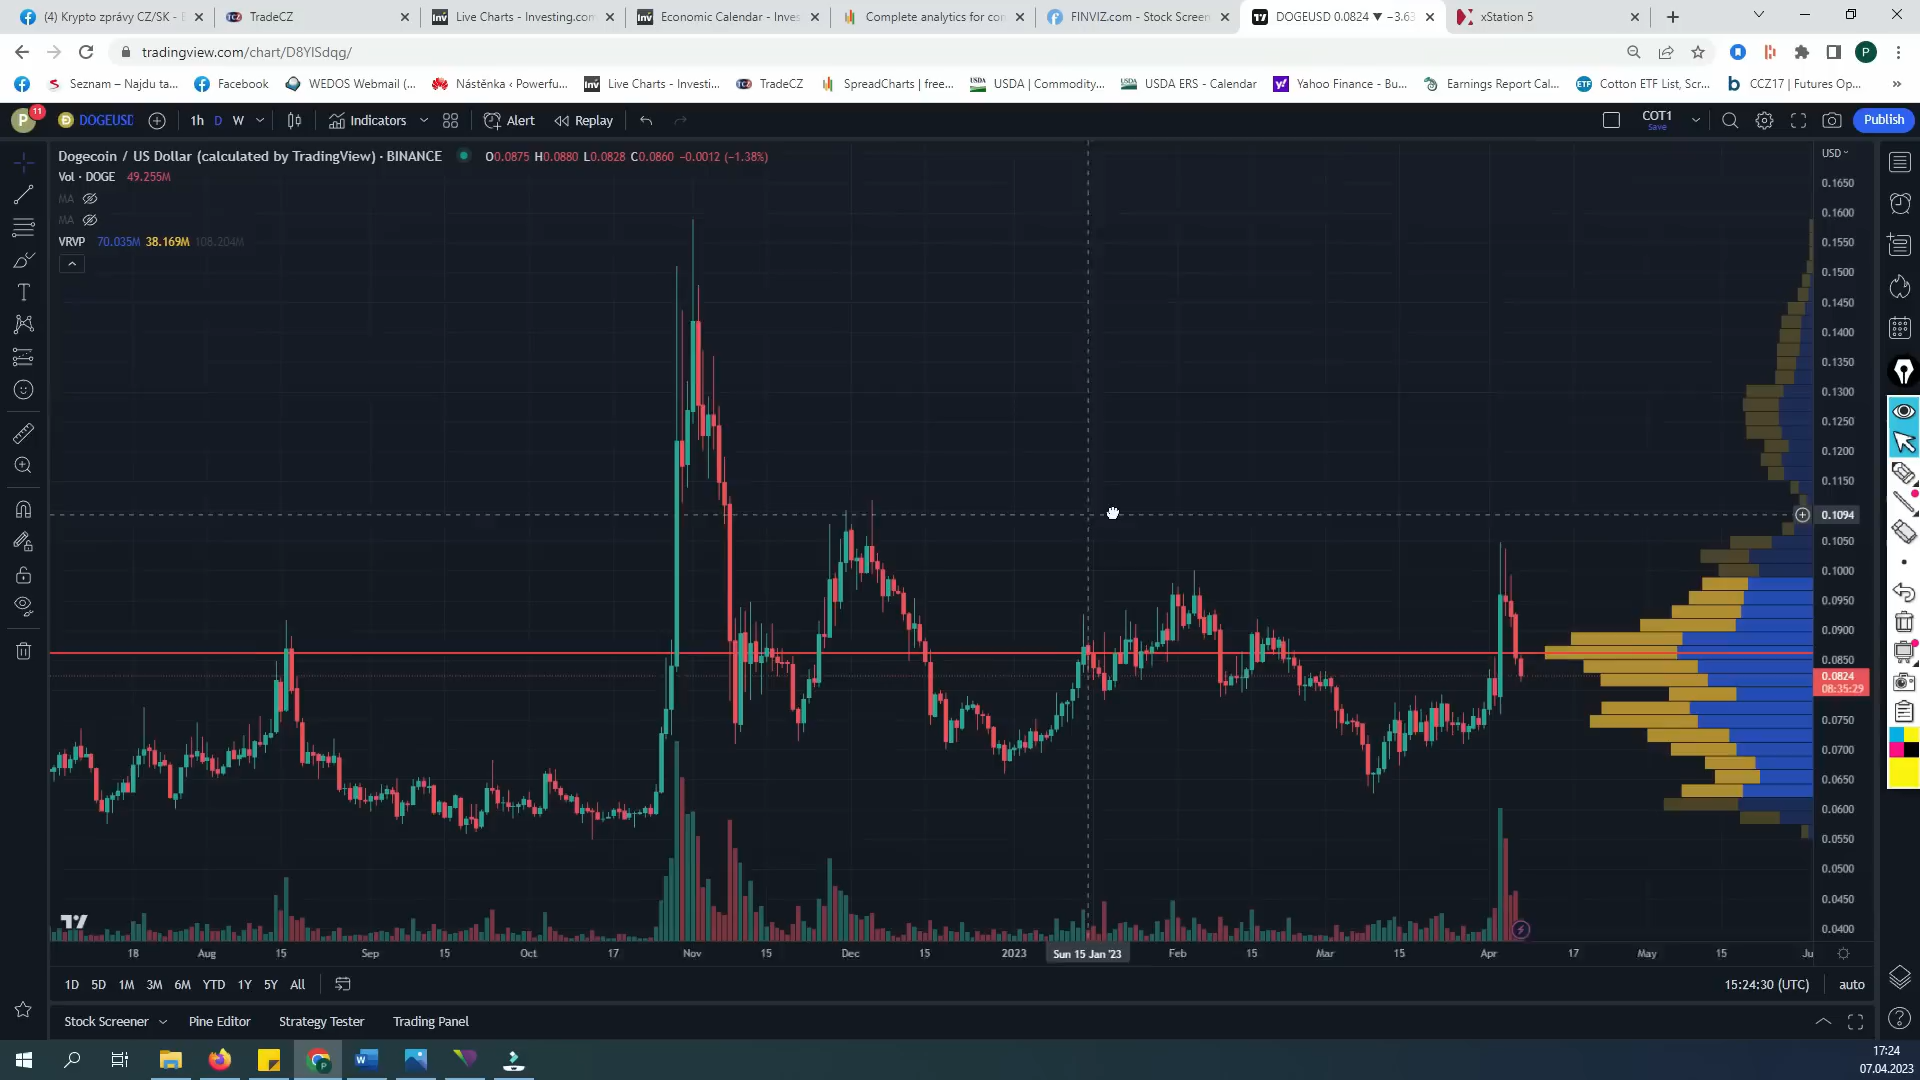 (4) Krypto zprávy CZ/SK - E
TradeCZ
Live Charts - Investing.com
Economic Calendar - Inves
Complete analytics for con
FINVIZ.com - Stock Screen
DOGEUSD 0.0824 ▼ −3.63
xStation 5
tradingview.com/chart/D8YlSdqg/
P
Seznam – Najdu ta...
Facebook
WEDOS Webmail (...
Nástěnka ‹ Powerfu...
Live Charts - Investi...
TradeCZ
SpreadCharts | free...
USDA | Commodity...
USDA ERS - Calendar
Yahoo Finance - Bu...
Earnings Report Cal...
Cotton ETF List, Scr...
CCZ17 | Futures Op...
»
P
11
DOGEUSD
1h
D
W
Indicators
Alert
Replay
COT1
Save
Publish
Dogecoin / US Dollar (calculated by TradingView) · BINANCE
O0.0875 H0.0880 L0.0828 C0.0860 −0.0012 (−1.38%)
USD
Vol · DOGE 49.255M
MA
MA
VRVP 70.035M 38.169M 108.204M
0.1650
0.1600
0.1550
0.1500
0.1450
0.1400
0.1350
0.1300
0.1250
0.1200
0.1150
0.1094
0.1050
0.1000
0.0950
0.0900
0.0850
0.0824
08:35:29
0.0750
0.0700
0.0650
0.0600
0.0550
0.0500
0.0450
0.0400
18
Aug
15
Sep
15
Oct
17
Nov
15
Dec
15
2023
Sun 15 Jan '23
Feb
15
Mar
15
Apr
17
May
15
Ju
1D
5D
1M
3M
6M
YTD
1Y
5Y
All
15:24:30 (UTC)
auto
Stock Screener
Pine Editor
Strategy Tester
Trading Panel
17:24
07.04.2023